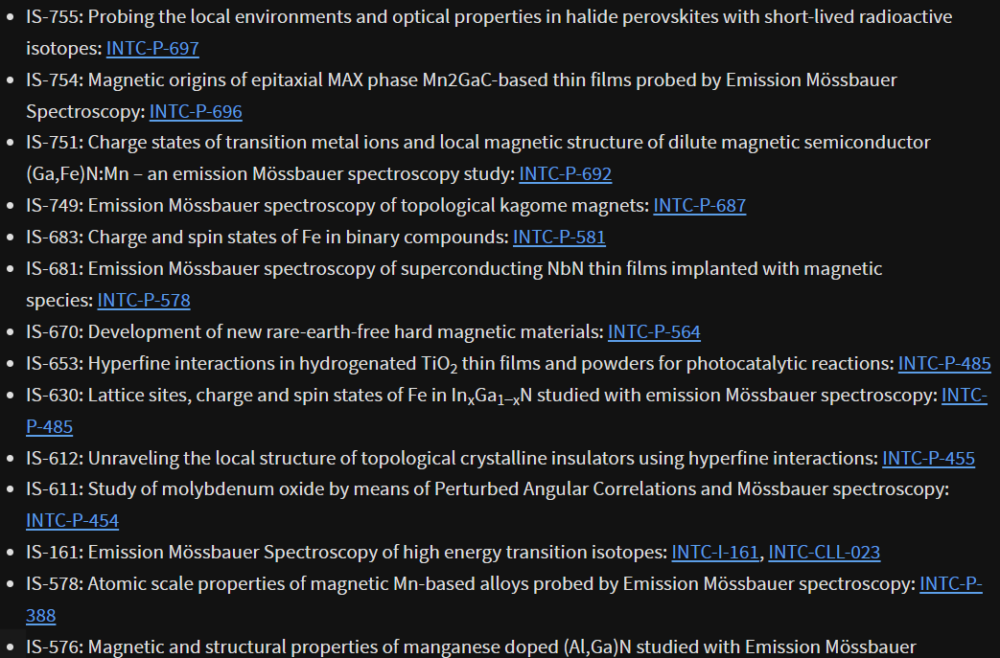 • IS-755: Probing the local environments and optical properties in halide perovskites with short-lived radioactive
isotopes: INTC-P-697
• IS-754: Magnetic origins of epitaxial MAX phase Mn2GaC-based thin films probed by Emission Mössbauer
Spectroscopy: INTC-P-696
• IS-751: Charge states of transition metal ions and local magnetic structure of dilute magnetic semiconductor
(Ga,Fe)N:Mn – an emission Mössbauer spectroscopy study: INTC-P-692
• IS-749: Emission Mössbauer spectroscopy of topological kagome magnets: INTC-P-687
• IS-683: Charge and spin states of Fe in binary compounds: INTC-P-581
• IS-681: Emission Mössbauer spectroscopy of superconducting NbN thin films implanted with magnetic
species: INTC-P-578
• IS-670: Development of new rare-earth-free hard magnetic materials: INTC-P-564
• IS-653: Hyperfine interactions in hydrogenated TiO₂ thin films and powders for photocatalytic reactions: INTC-P-485
• IS-630: Lattice sites, charge and spin states of Fe in InₓGa₁₋ₓN studied with emission Mössbauer spectroscopy: INTC-
P-485
• IS-612: Unraveling the local structure of topological crystalline insulators using hyperfine interactions: INTC-P-455
• IS-611: Study of molybdenum oxide by means of Perturbed Angular Correlations and Mössbauer spectroscopy:
INTC-P-454
• IS-161: Emission Mössbauer Spectroscopy of high energy transition isotopes: INTC-I-161, INTC-CLL-023
• IS-578: Atomic scale properties of magnetic Mn-based alloys probed by Emission Mössbauer spectroscopy: INTC-P-
388
• IS-576: Magnetic and structural properties of manganese doped (Al,Ga)N studied with Emission Mössbauer